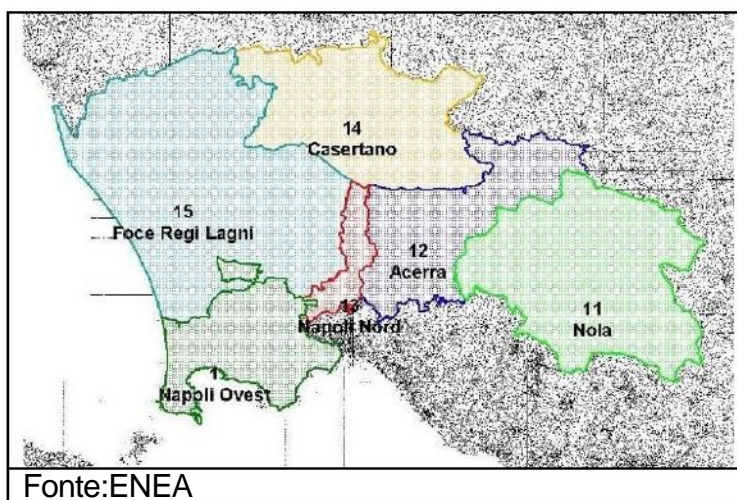 14
Casertano
15
Foce Regi Lagni
12
Acerra
11
Nola
13
Napoli Nord
1
Napoli Ovest
Fonte:ENEA